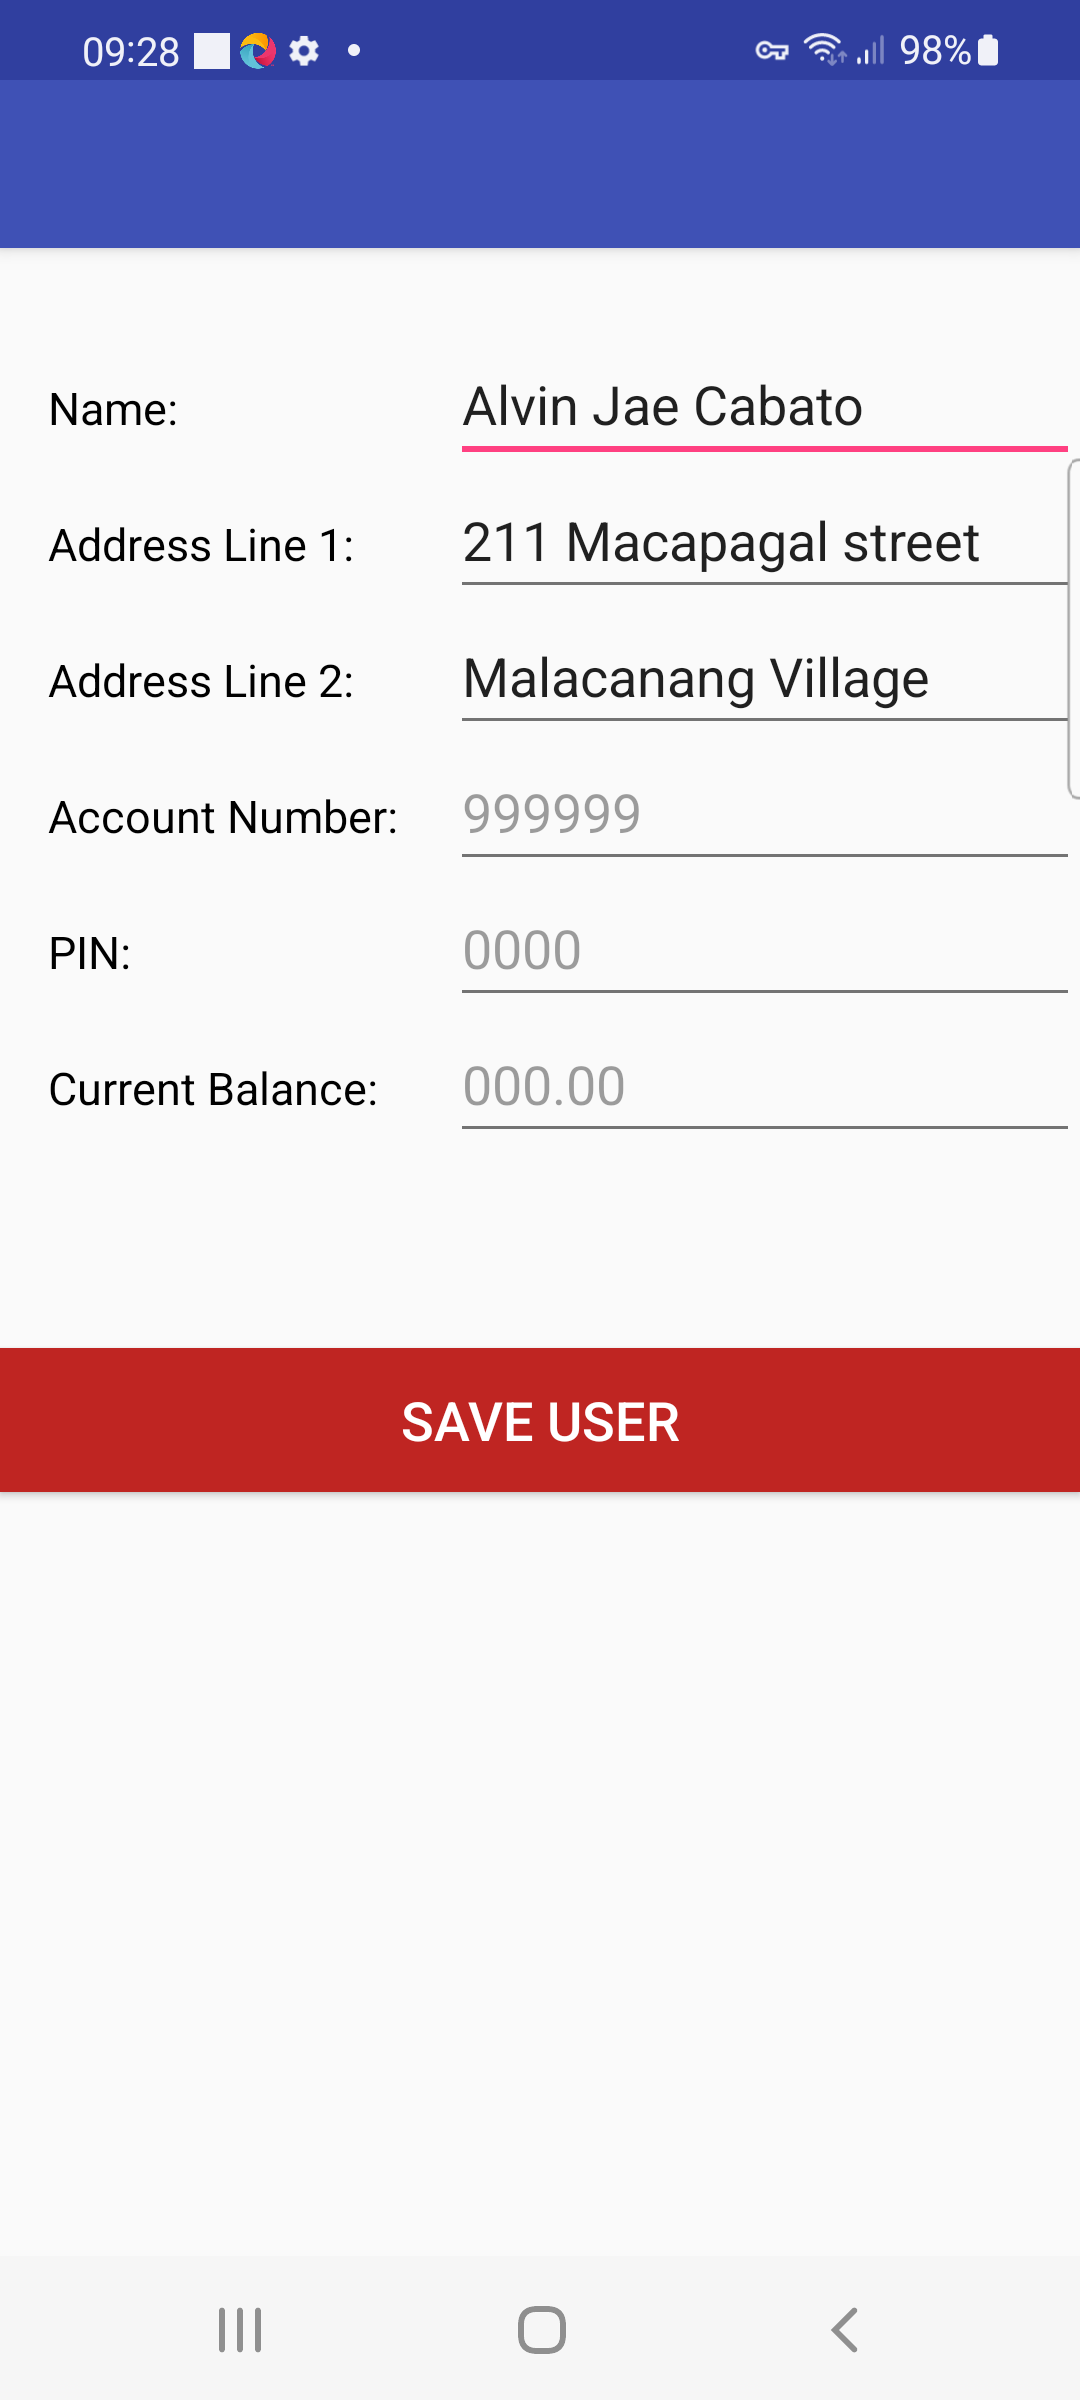 09:28 98%
Name: Alvin Jae Cabato
Address Line 1: 211 Macapagal street
Address Line 2: Malacanang Village
Account Number: 999999
PIN: 0000
Current Balance: 000.00
SAVE USER